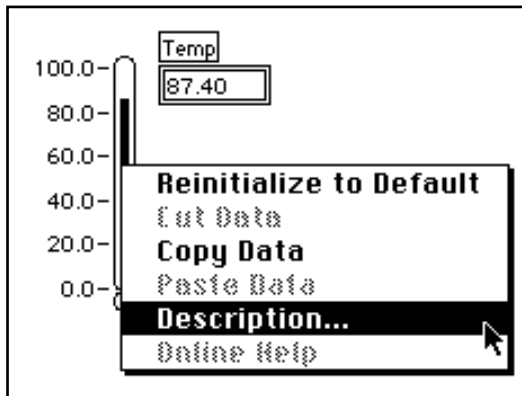 Temp
87.40
100.0
80.0
60.0
40.0
20.0
0.0
Reinitialize to Default
Cut Data
Copy Data
Paste Data
Description...
Online Help